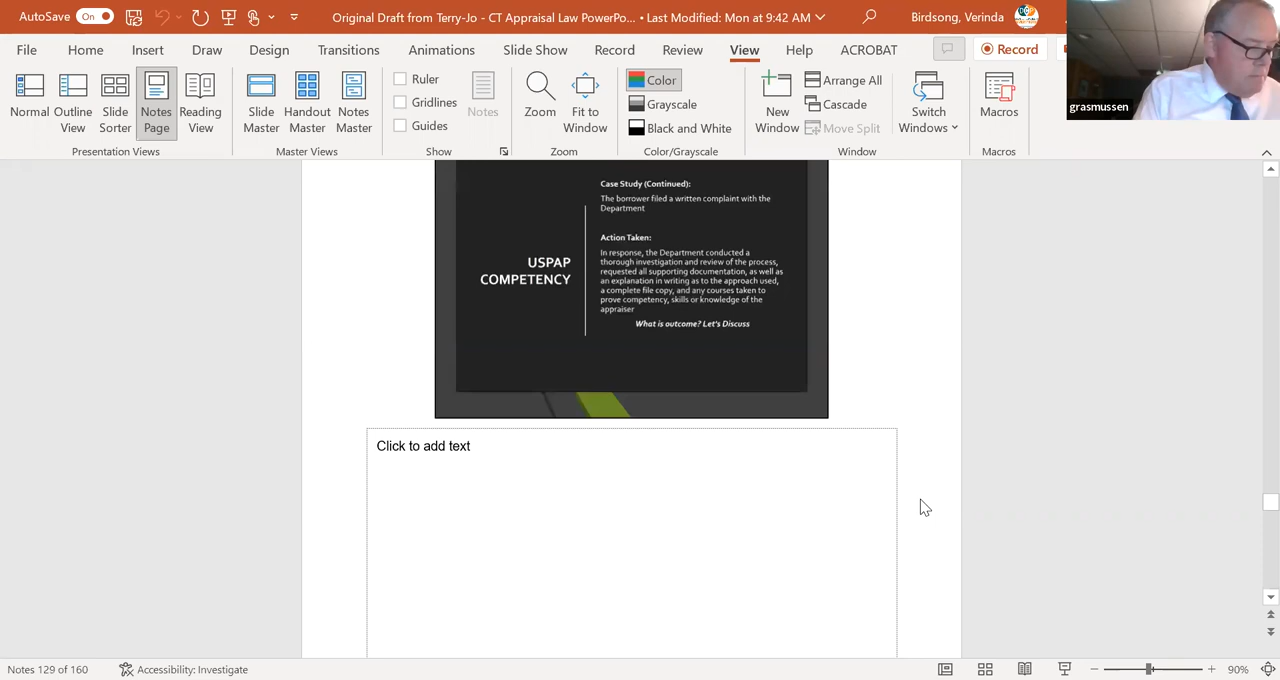 AutoSave On Original Draft from Terry-Jo - CT Appraisal Law PowerPo... • Last Modified: Mon at 9:42 AM Birdsong, Verinda
File Home Insert Draw Design Transitions Animations Slide Show Record Review View Help ACROBAT Record
grasmussen
Normal Outline View Slide Sorter Notes Page Reading View
Presentation Views
Slide Master Handout Master Notes Master
Master Views
Ruler
Gridlines
Guides
Notes
Show
Zoom Fit to Window
Zoom
Color
Grayscale
Black and White
Color/Grayscale
New Window
Arrange All
Cascade
Move Split
Switch Windows
Window
Macros
Macros
USPAP
COMPETENCY
Case Study (Continued):
The borrower filed a written complaint with the
Department
Action Taken:
In response, the Department conducted a
thorough investigation and review of the process,
requested all supporting documentation, as well as
an explanation in writing as to the approach used,
a complete file copy, and any courses taken to
prove competency, skills or knowledge of the
appraiser
What is outcome? Let's Discuss
Click to add text
Notes 129 of 160 Accessibility: Investigate 90%